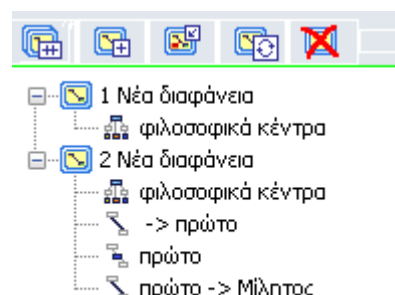 1 Νέα διαφάνεια
φιλοσοφικά κέντρα
2 Νέα διαφάνεια
φιλοσοφικά κέντρα
-> πρώτο
πρώτο
πρώτο -> Μίλητος